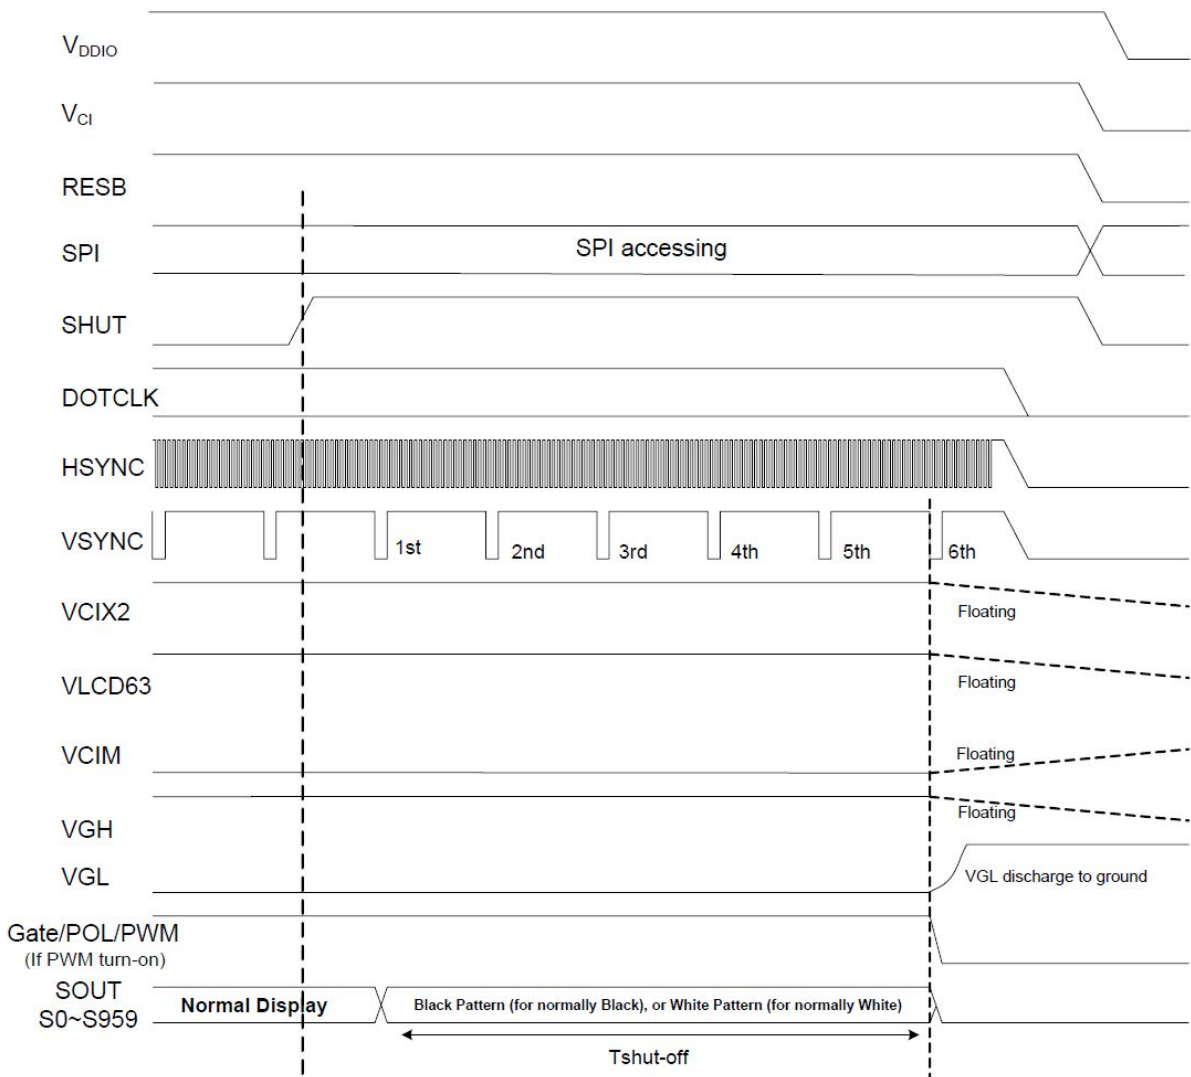 VDDIO
VCI
RESB
SPI
SPI accessing
SHUT
DOTCLK
HSYNC
VSYNC
1st
2nd
3rd
4th
5th
6th
VCIX2
Floating
VLCD63
Floating
VCIM
Floating
VGH
Floating
VGL
VGL discharge to ground
Gate/POL/PWM
(If PWM turn-on)
SOUT
S0~S959
Normal Display
Black Pattern (for normally Black), or White Pattern (for normally White)
Tshut-off